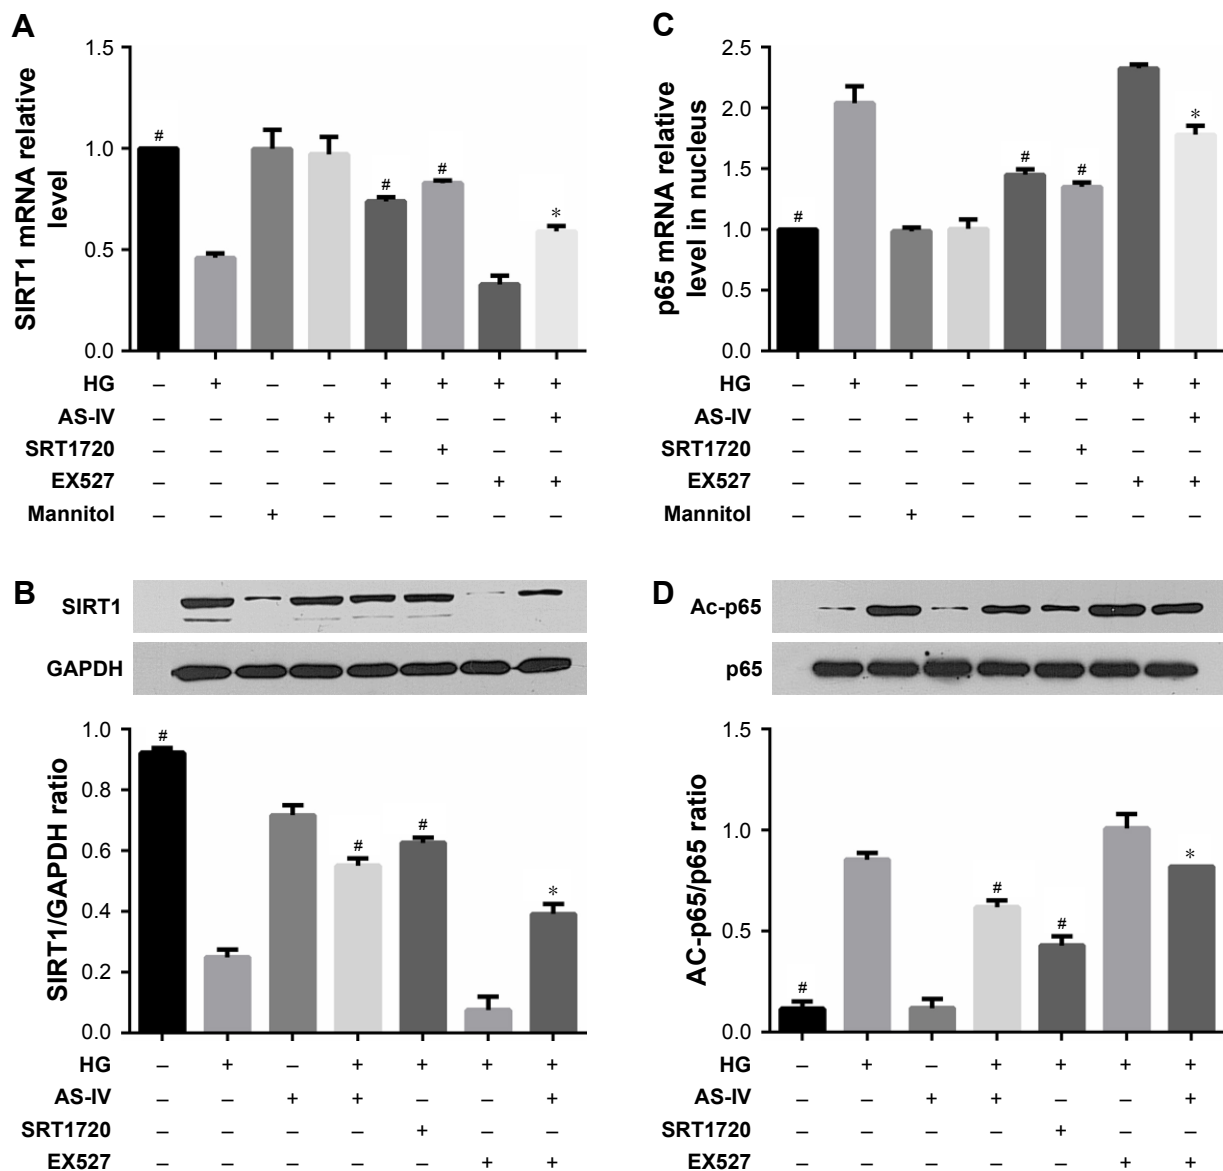 A
SIRT1 mRNA relative
level
1.5
1.0
0.5
0.0
#
#
#
*
HG – + – – + + + +
AS-IV – – – + + – – +
SRT1720 – – – – – + – –
EX527 – – – – – – + +
Mannitol – – + – – – – –
C
p65 mRNA relative
level in nucleus
2.5
2.0
1.5
1.0
0.5
0.0
#
#
#
*
HG – + – – + + + +
AS-IV – – – + + – – +
SRT1720 – – – – – + – –
EX527 – – – – – – + +
Mannitol – – + – – – – –
B
SIRT1
GAPDH
SIRT1/GAPDH ratio
1.0
0.8
0.6
0.4
0.2
0.0
#
#
#
*
HG – + – + + + +
AS-IV – – + + – – +
SRT1720 – – – – + – –
EX527 – – – – – + +
D
Ac-p65
p65
AC-p65/p65 ratio
1.5
1.0
0.5
0.0
#
#
#
*
HG – + – + + + +
AS-IV – – + + – – +
SRT1720 – – – – + – –
EX527 – – – – – + +